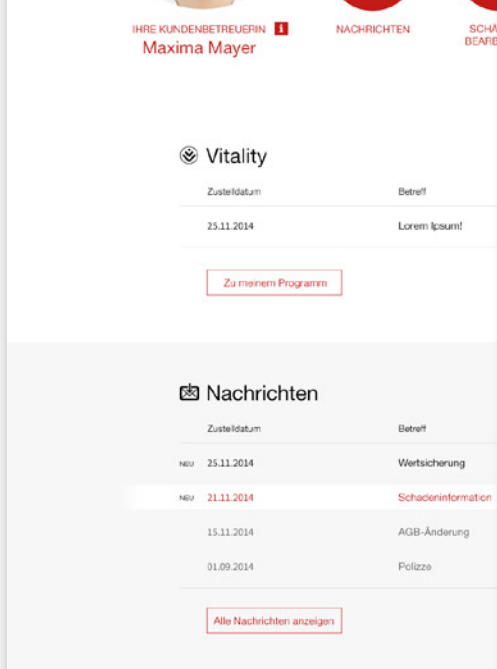 IHRE KUNDENBETREUERIN i
Maxima Mayer
NACHRICHTEN
SCHÄ
BEARB
Vitality
Zustelldatum Betreff
25.11.2014 Lorem Ipsum!
Zu meinem Programm
Nachrichten
Zustelldatum Betreff
NEU 25.11.2014 Wertsicherung
NEU 21.11.2014 Schadeninformation
15.11.2014 AGB-Änderung
01.09.2014 Polizze
Alle Nachrichten anzeigen